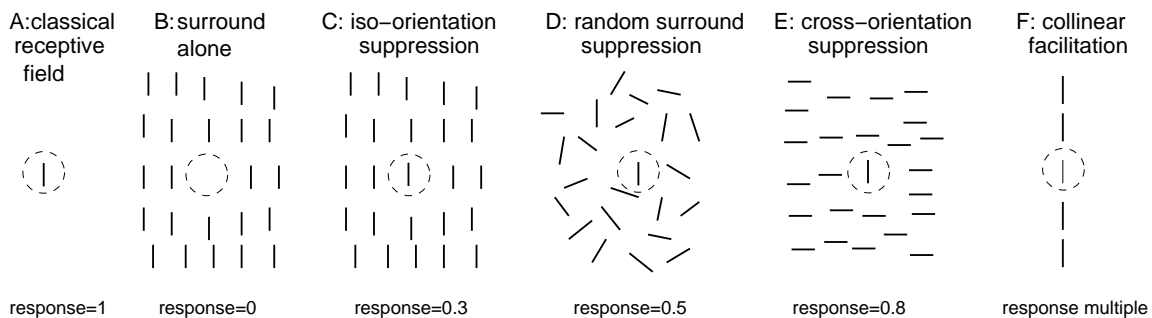 A:classical
receptive
field
B:surround
alone
C: iso−orientation
suppression
D: random surround
suppression
E: cross−orientation
suppression
F: collinear
facilitation
response=1
response=0
response=0.3
response=0.5
response=0.8
response multiple